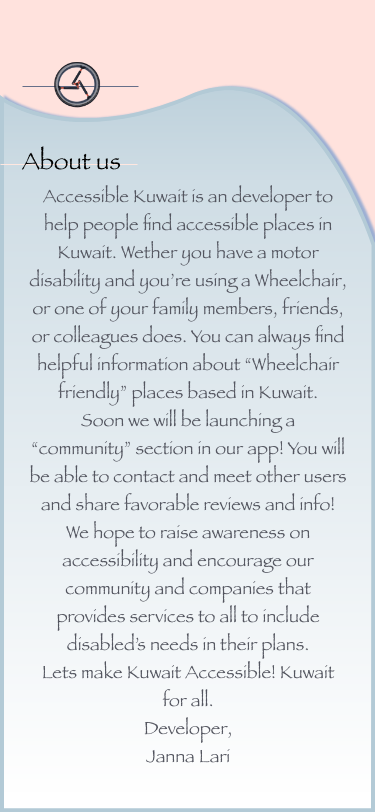 About us
Accessible Kuwait is an developer to
help people find accessible places in
Kuwait. Wether you have a motor
disability and you're using a Wheelchair,
or one of your family members, friends,
or colleagues does. You can always find
helpful information about “Wheelchair
friendly” places based in Kuwait.
Soon we will be launching a
“community” section in our app! You will
be able to contact and meet other users
and share favorable reviews and info!
We hope to raise awareness on
accessibility and encourage our
community and companies that
provides services to all to include
disabled's needs in their plans.
Lets make Kuwait Accessible! Kuwait
for all.
Developer,
Janna Lari